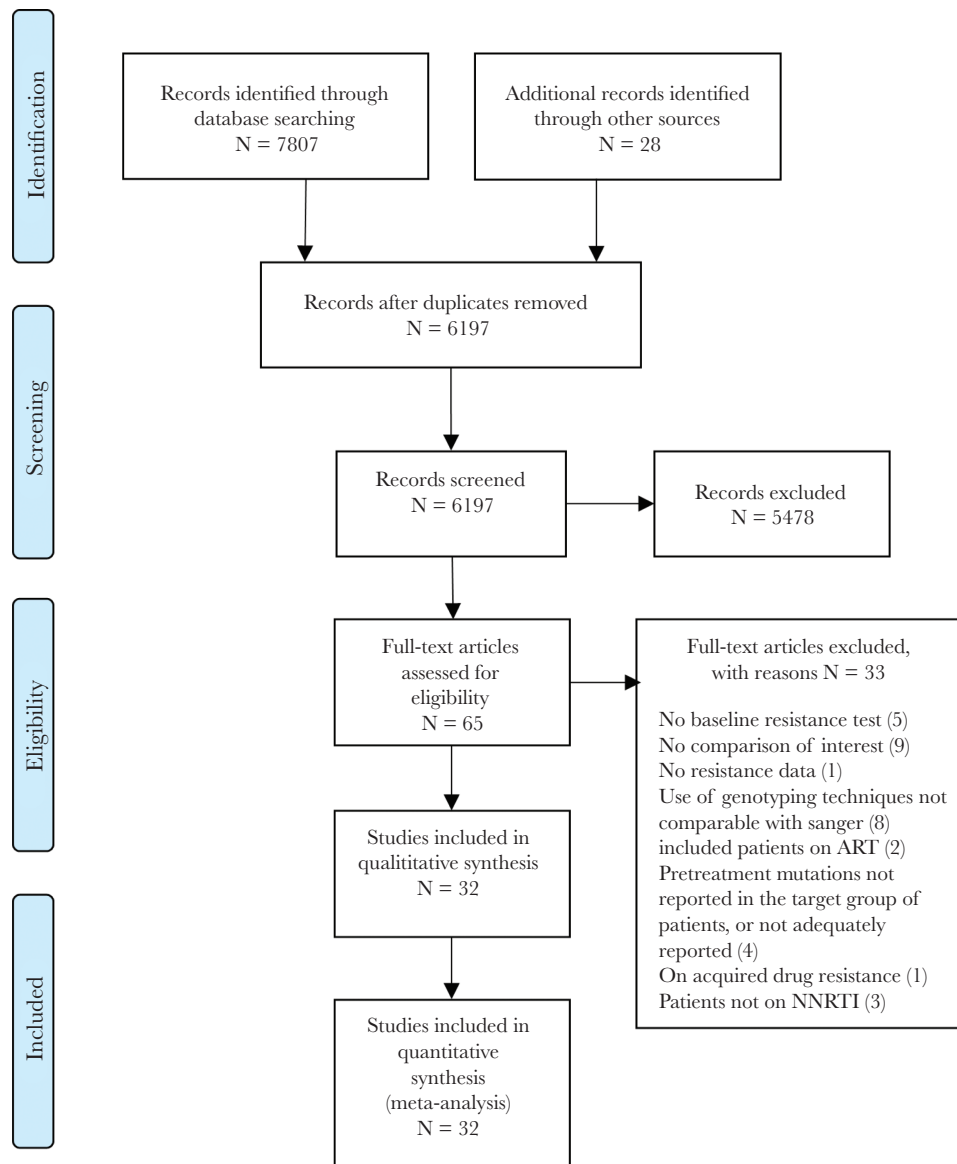 Identification
Records identified through
database searching
N = 7807
Additional records identified
through other sources
N = 28
Records after duplicates removed
N = 6197
Screening
Records screened
N = 6197
Records excluded
N = 5478
Eligibility
Full-text articles
assessed for
eligibility
N = 65
Full-text articles excluded,
with reasons N = 33
No baseline resistance test (5)
No comparison of interest (9)
No resistance data (1)
Use of genotyping techniques not
comparable with sanger (8)
included patients on ART (2)
Pretreatment mutations not
reported in the target group of
patients, or not adequately
reported (4)
On acquired drug resistance (1)
Patients not on NNRTI (3)
Studies included in
qualititative synthesis
N = 32
Included
Studies included in
quantitative
synthesis
(meta-analysis)
N = 32